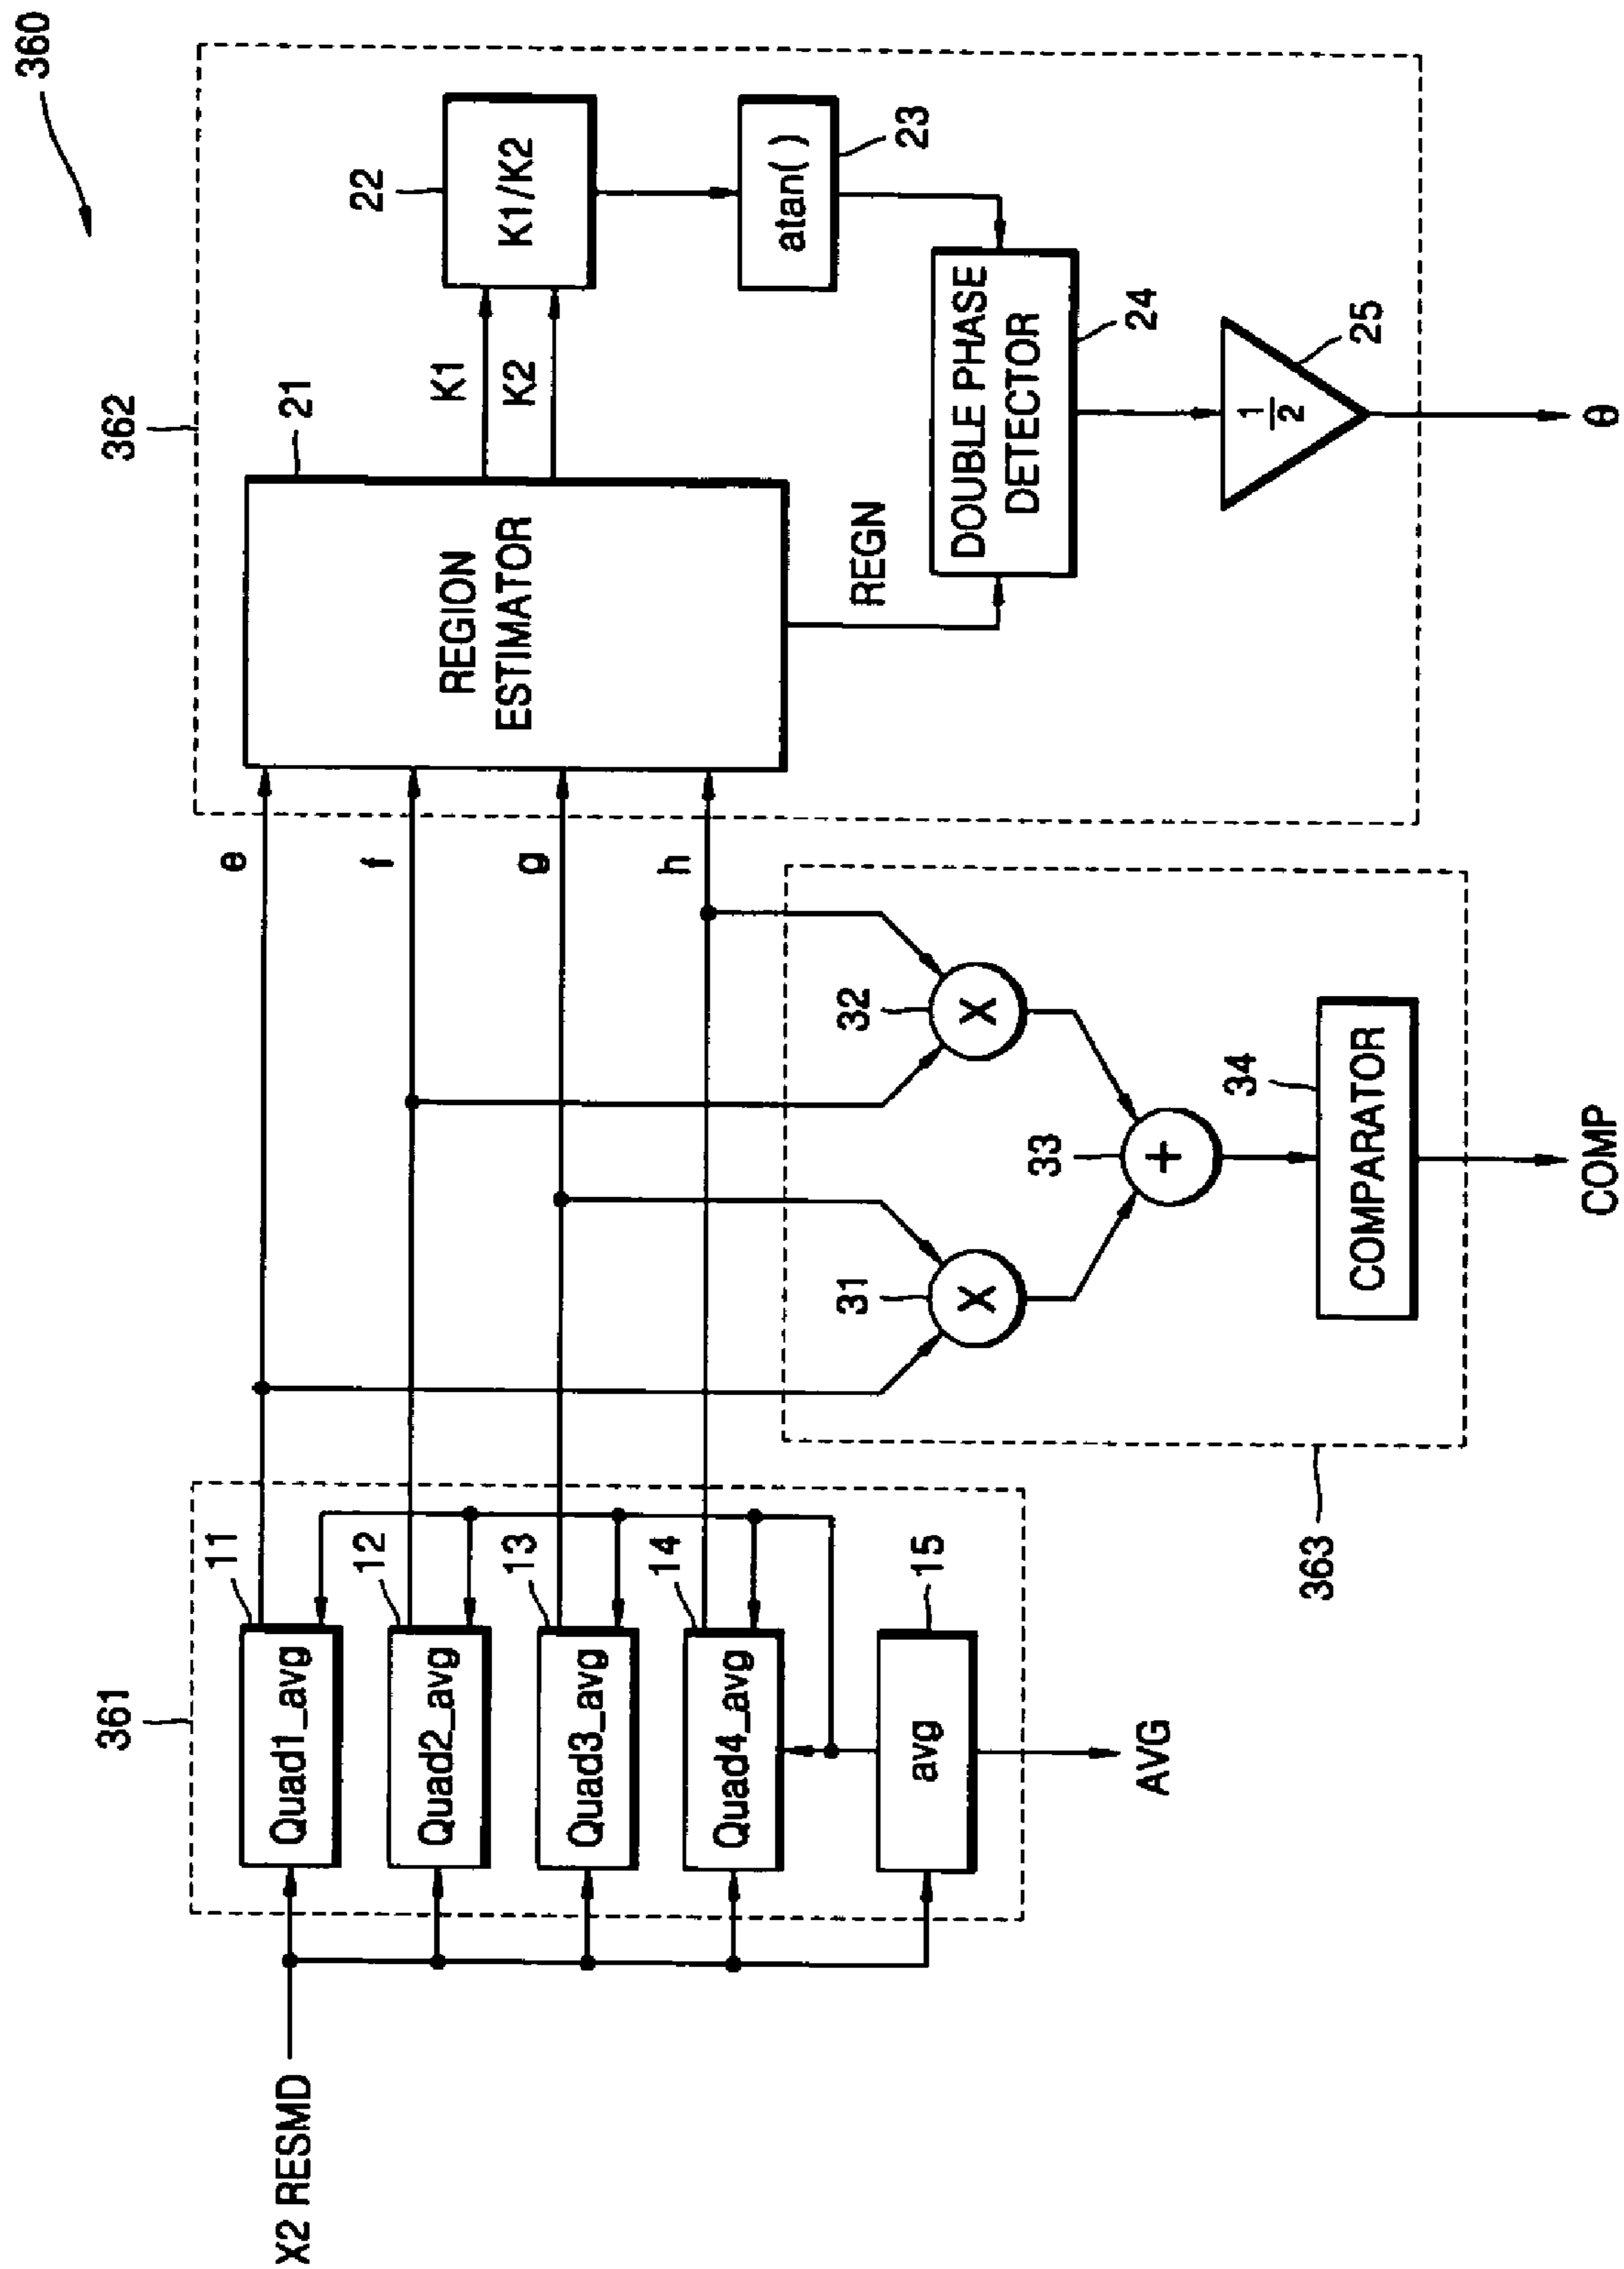 360
362
21
REGION
ESTIMATOR
K1
K2
22
K1/K2
atan( )
23
REGN
DOUBLE PHASE
DETECTOR
24
1
2
25
θ
e
f
g
h
31
X
32
X
33
+
34
COMPARATOR
COMP
363
361
11
Quad1_avg
12
Quad2_avg
13
Quad3_avg
14
Quad4_avg
15
avg
AVG
X2 RESMD